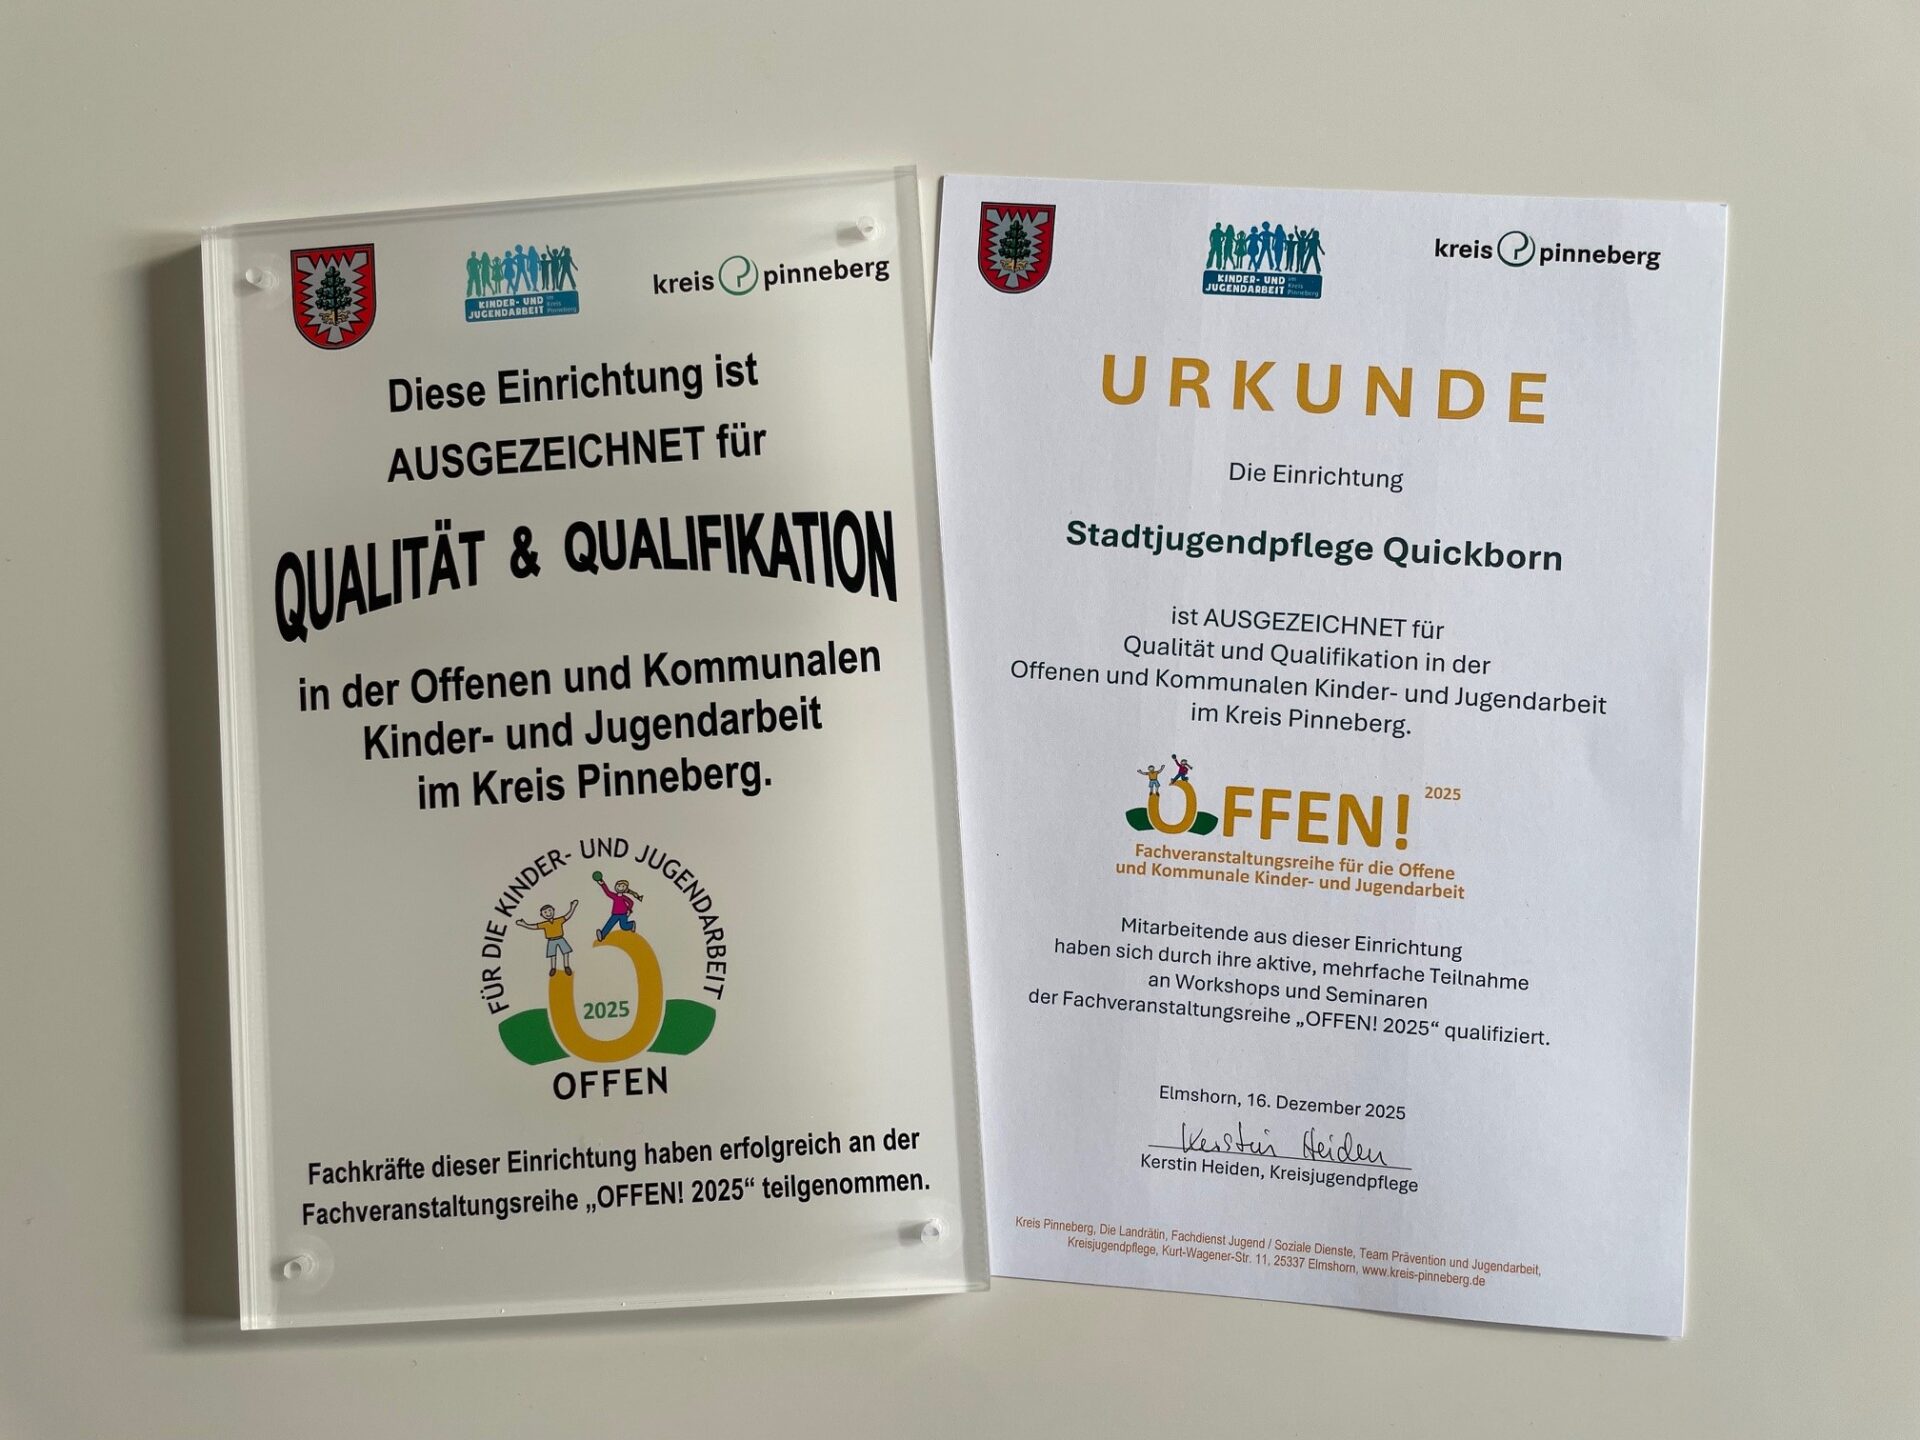 KINDER- UND
JUGENDARBEIT
im
Kreis
Pinneberg
kreis pinneberg
Diese Einrichtung ist
AUSGEZEICHNET für
QUALITÄT & QUALIFIKATION
in der Offenen und Kommunalen
Kinder- und Jugendarbeit
im Kreis Pinneberg.
FÜR DIE KINDER- UND JUGENDARBEIT
2025
OFFEN
Fachkräfte dieser Einrichtung haben erfolgreich an der
Fachveranstaltungsreihe „OFFEN! 2025“ teilgenommen.
KINDER- UND
JUGENDARBEIT
im
Kreis
Pinneberg
kreis pinneberg
URKUNDE
Die Einrichtung
Stadtjugendpflege Quickborn
ist AUSGEZEICHNET für
Qualität und Qualifikation in der
Offenen und Kommunalen Kinder- und Jugendarbeit
im Kreis Pinneberg.
OFFEN! 2025
Fachveranstaltungsreihe für die Offene
und Kommunale Kinder- und Jugendarbeit
Mitarbeitende aus dieser Einrichtung
haben sich durch ihre aktive, mehrfache Teilnahme
an Workshops und Seminaren
der Fachveranstaltungsreihe „OFFEN! 2025“ qualifiziert.
Elmshorn, 16. Dezember 2025
Kerstin Heiden
Kerstin Heiden, Kreisjugendpflege
Kreis Pinneberg, Die Landrätin, Fachdienst Jugend / Soziale Dienste, Team Prävention und Jugendarbeit,
Kreisjugendpflege, Kurt-Wagener-Str. 11, 25337 Elmshorn, www.kreis-pinneberg.de